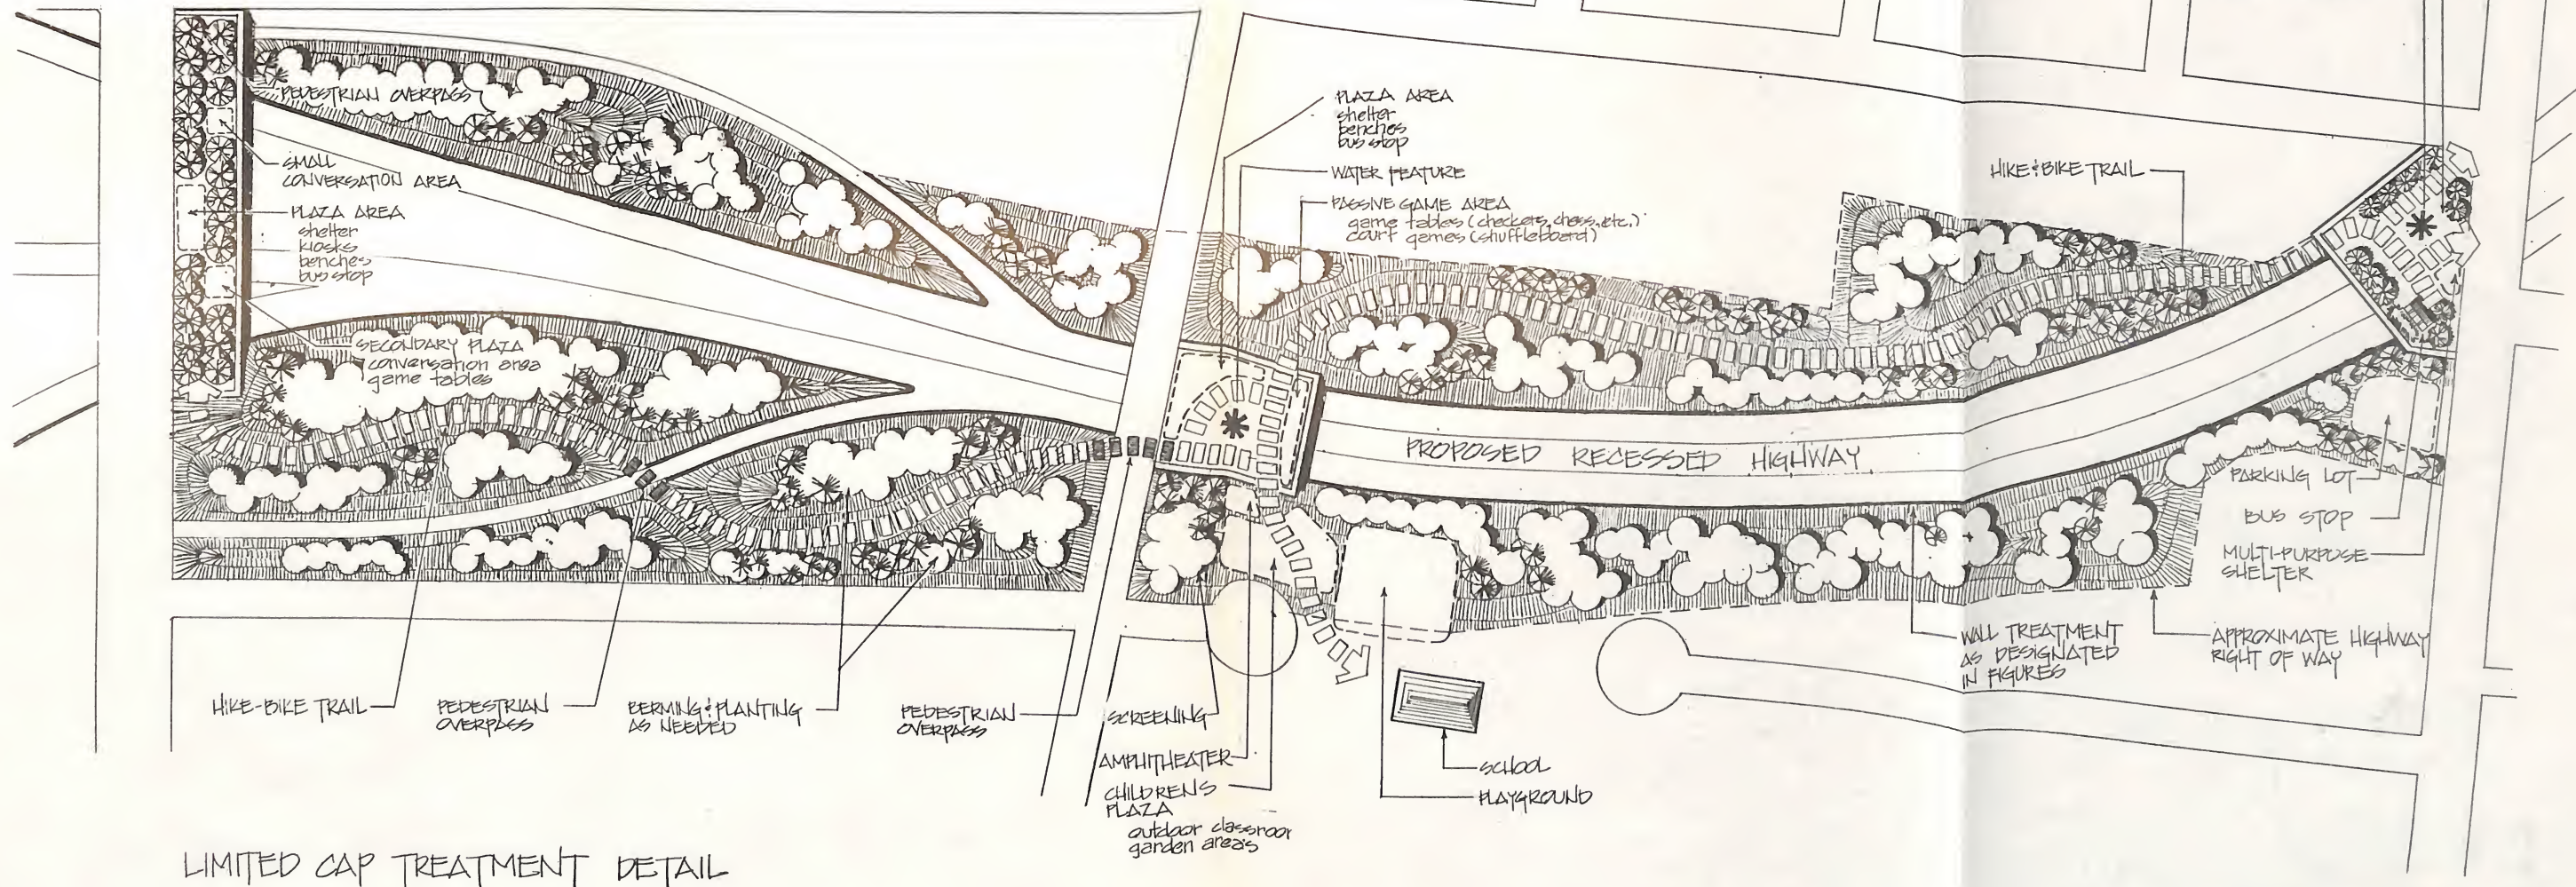 PEDESTRIAN OVERPASS
SMALL
CONVERSATION AREA
PLAZA AREA
shelter
kiosks
benches
bus stop
SECONDARY PLAZA
conversation area
game tables
PLAZA AREA
shelter
benches
bus stop
WATER FEATURE
PASSIVE GAME AREA
game tables (checkers, chess, etc.)
court games (shuffleboard)
HIKE & BIKE TRAIL
PROPOSED RECESSED HIGHWAY
PARKING LOT
BUS STOP
MULTI-PURPOSE
SHELTER
WALL TREATMENT
AS DESIGNATED
IN FIGURES
APPROXIMATE HIGHWAY
RIGHT OF WAY
HIKE-BIKE TRAIL
PEDESTRIAN
OVERPASS
BERMING & PLANTING
AS NEEDED
PEDESTRIAN
OVERPASS
SCREENING
AMPHITHEATER
CHILDRENS
PLAZA
outdoor classroor
garden areas
SCHOOL
PLAYGROUND
LIMITED CAP TREATMENT DETAIL